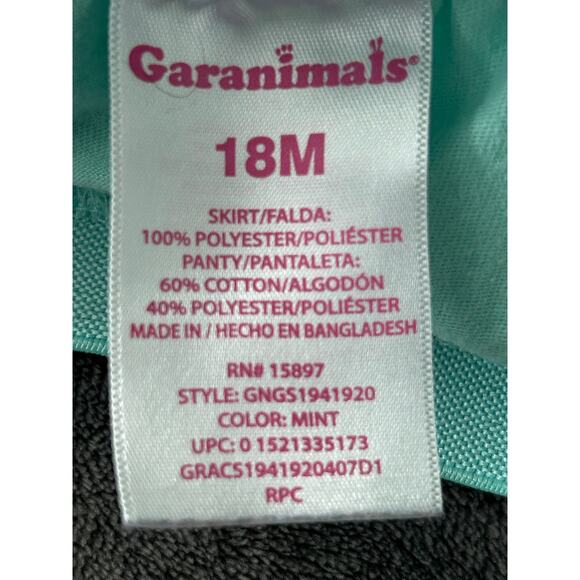 Garanimals®
18M
SKIRT/FALDA:
100% POLYESTER/POLIÉSTER
PANTY/PANTALETA:
60% COTTON/ALGODÓN
40% POLYESTER/POLIÉSTER
MADE IN / HECHO EN BANGLADESH
RN# 15897
STYLE: GNGS1941920
COLOR: MINT
UPC: 0 1521335173
GRACS1941920407D1
RPC